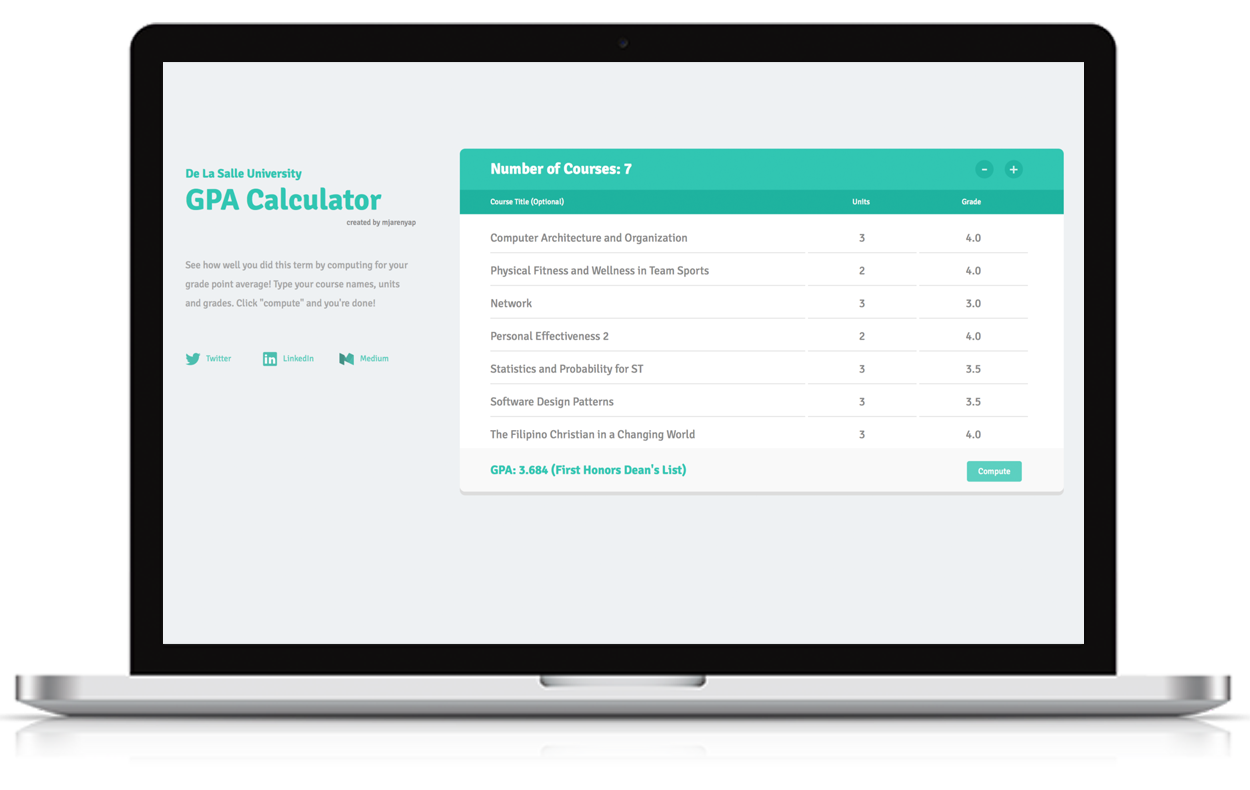 De La Salle University
GPA Calculator
created by mjarenyap
See how well you did this term by computing for your
grade point average! Type your course names, units
and grades. Click "compute" and you're done!
Twitter LinkedIn Medium
Number of Courses: 7 - +
Course Title (Optional) Units Grade
Computer Architecture and Organization 3 4.0
Physical Fitness and Wellness in Team Sports 2 4.0
Network 3 3.0
Personal Effectiveness 2 2 4.0
Statistics and Probability for ST 3 3.5
Software Design Patterns 3 3.5
The Filipino Christian in a Changing World 3 4.0
GPA: 3.684 (First Honors Dean's List) Compute